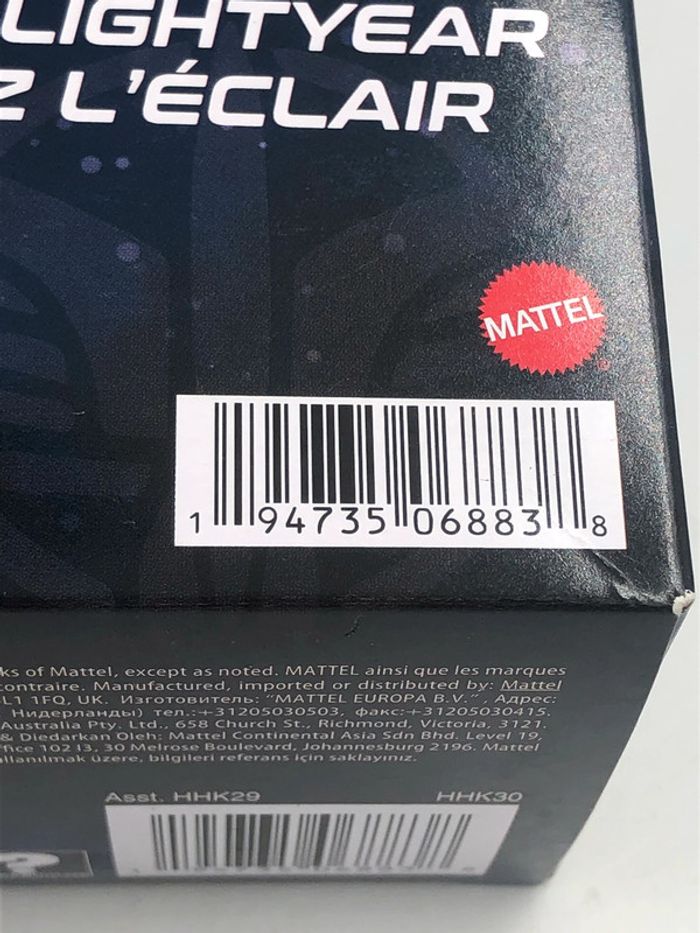 LIGHTYEAR
Z L'ÉCLAIR
MATTEL
1 94735 06883 8
ks of Mattel, except as noted. MATTEL ainsi que les marques
contraire. Manufactured, imported or distributed by: Mattel
L1 1FQ, UK. Изготовитель: "MATTEL EUROPA B.V." , Адрес:
Нидерланды) тел.:+31205030503, факс:+31205030415.
Australia Pty. Ltd., 658 Church St., Richmond, Victoria, 3121.
& Diedarkan Oleh: Mattel Continental Asia Sdn Bhd. Level 19,
ffice 102 I3, 30 Melrose Boulevard, Johannesburg 2196. Mattel
ullanılmak üzere, bilgileri referans için saklayınız.
Asst. HHK29 HHK30
?